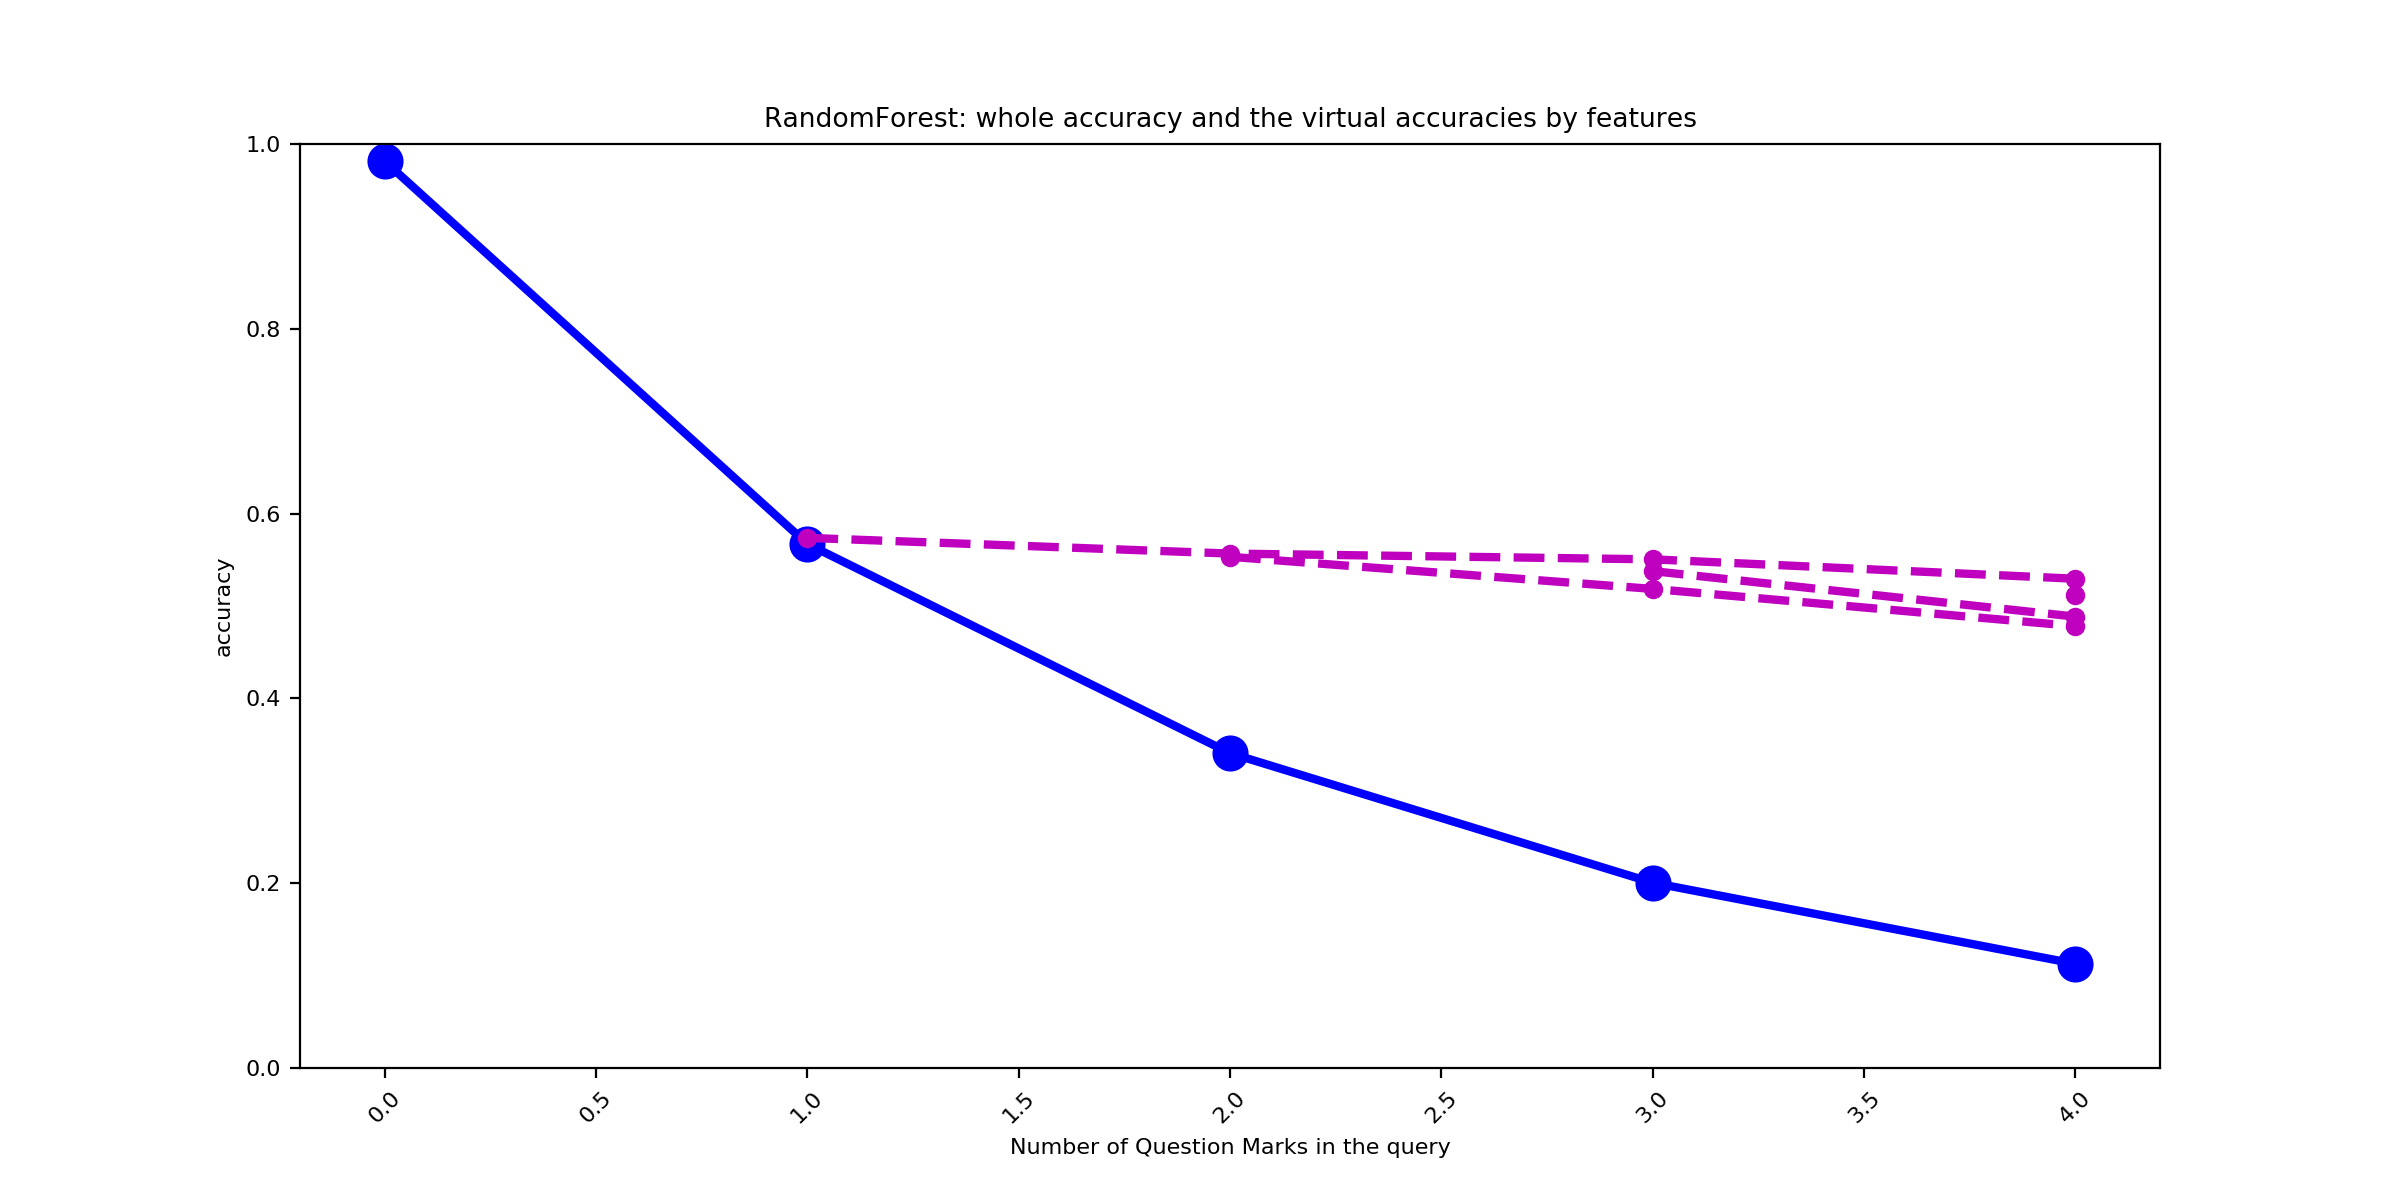 RandomForest: whole accuracy and the virtual accuracies by features
1.0
0.8
0.6
0.4
0.2
0.0
accuracy
0.0 0.5 1.0 1.5 2.0 2.5 3.0 3.5 4.0
Number of Question Marks in the query